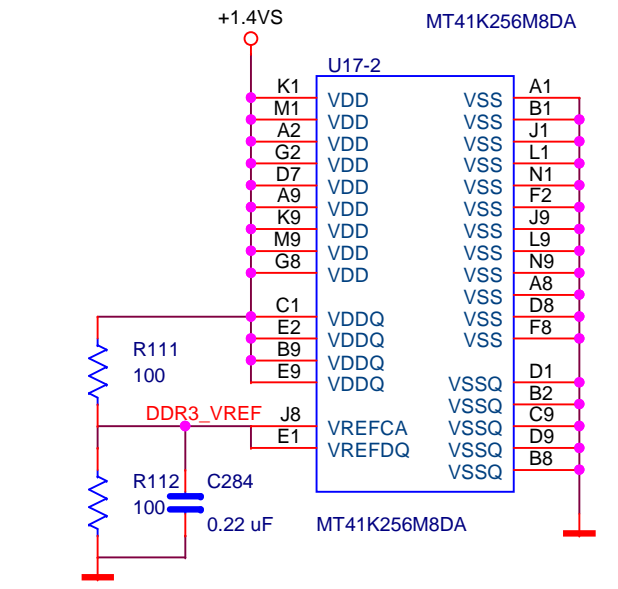 +1.4VS
MT41K256M8DA
U17-2
K1 VDD VSS A1
M1 VDD VSS B1
A2 VDD VSS J1
G2 VDD VSS L1
D7 VDD VSS N1
A9 VDD VSS F2
K9 VDD VSS J9
M9 VDD VSS L9
G8 VDD VSS N9
VSS A8
C1 VDDQ VSS D8
E2 VDDQ VSS F8
B9 VDDQ
E9 VDDQ VSSQ D1
VSSQ B2
R111
100
DDR3_VREF
J8 VREFCA VSSQ C9
E1 VREFDQ VSSQ D9
VSSQ B8
R112
100
C284
0.22 uF
MT41K256M8DA